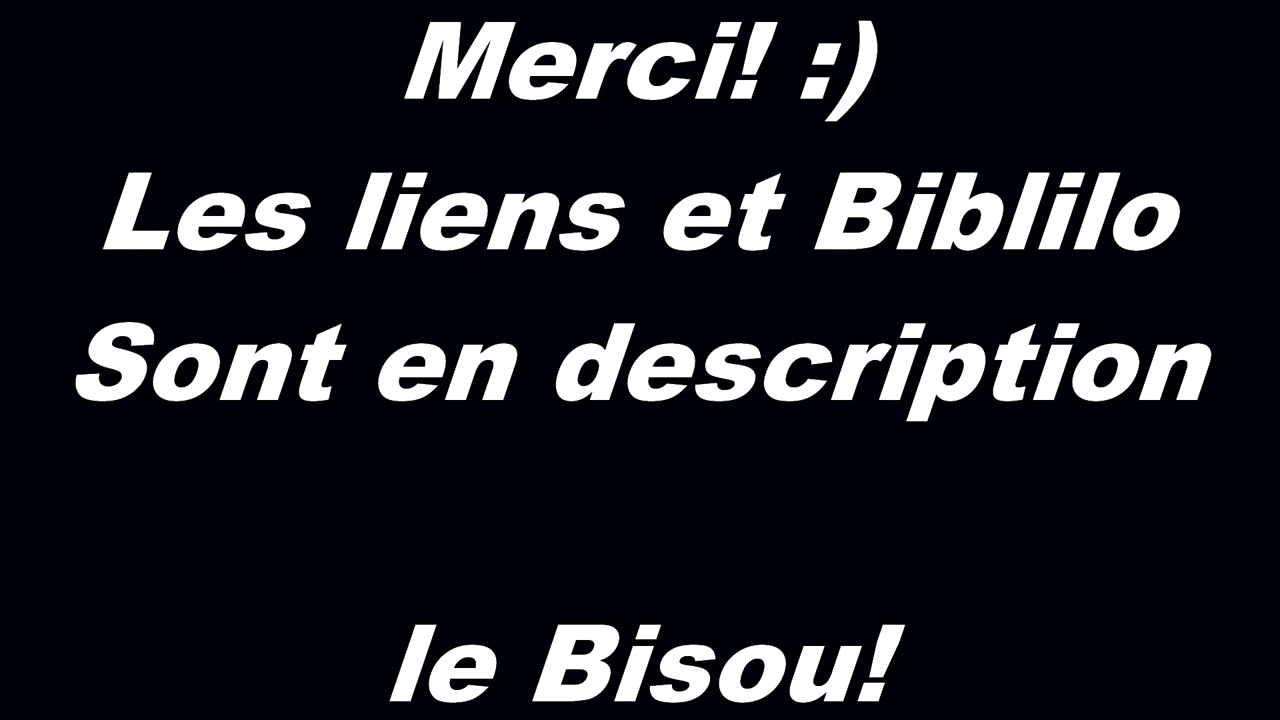 Merci! :)
Les liens et Biblilo
Sont en description
le Bisou!